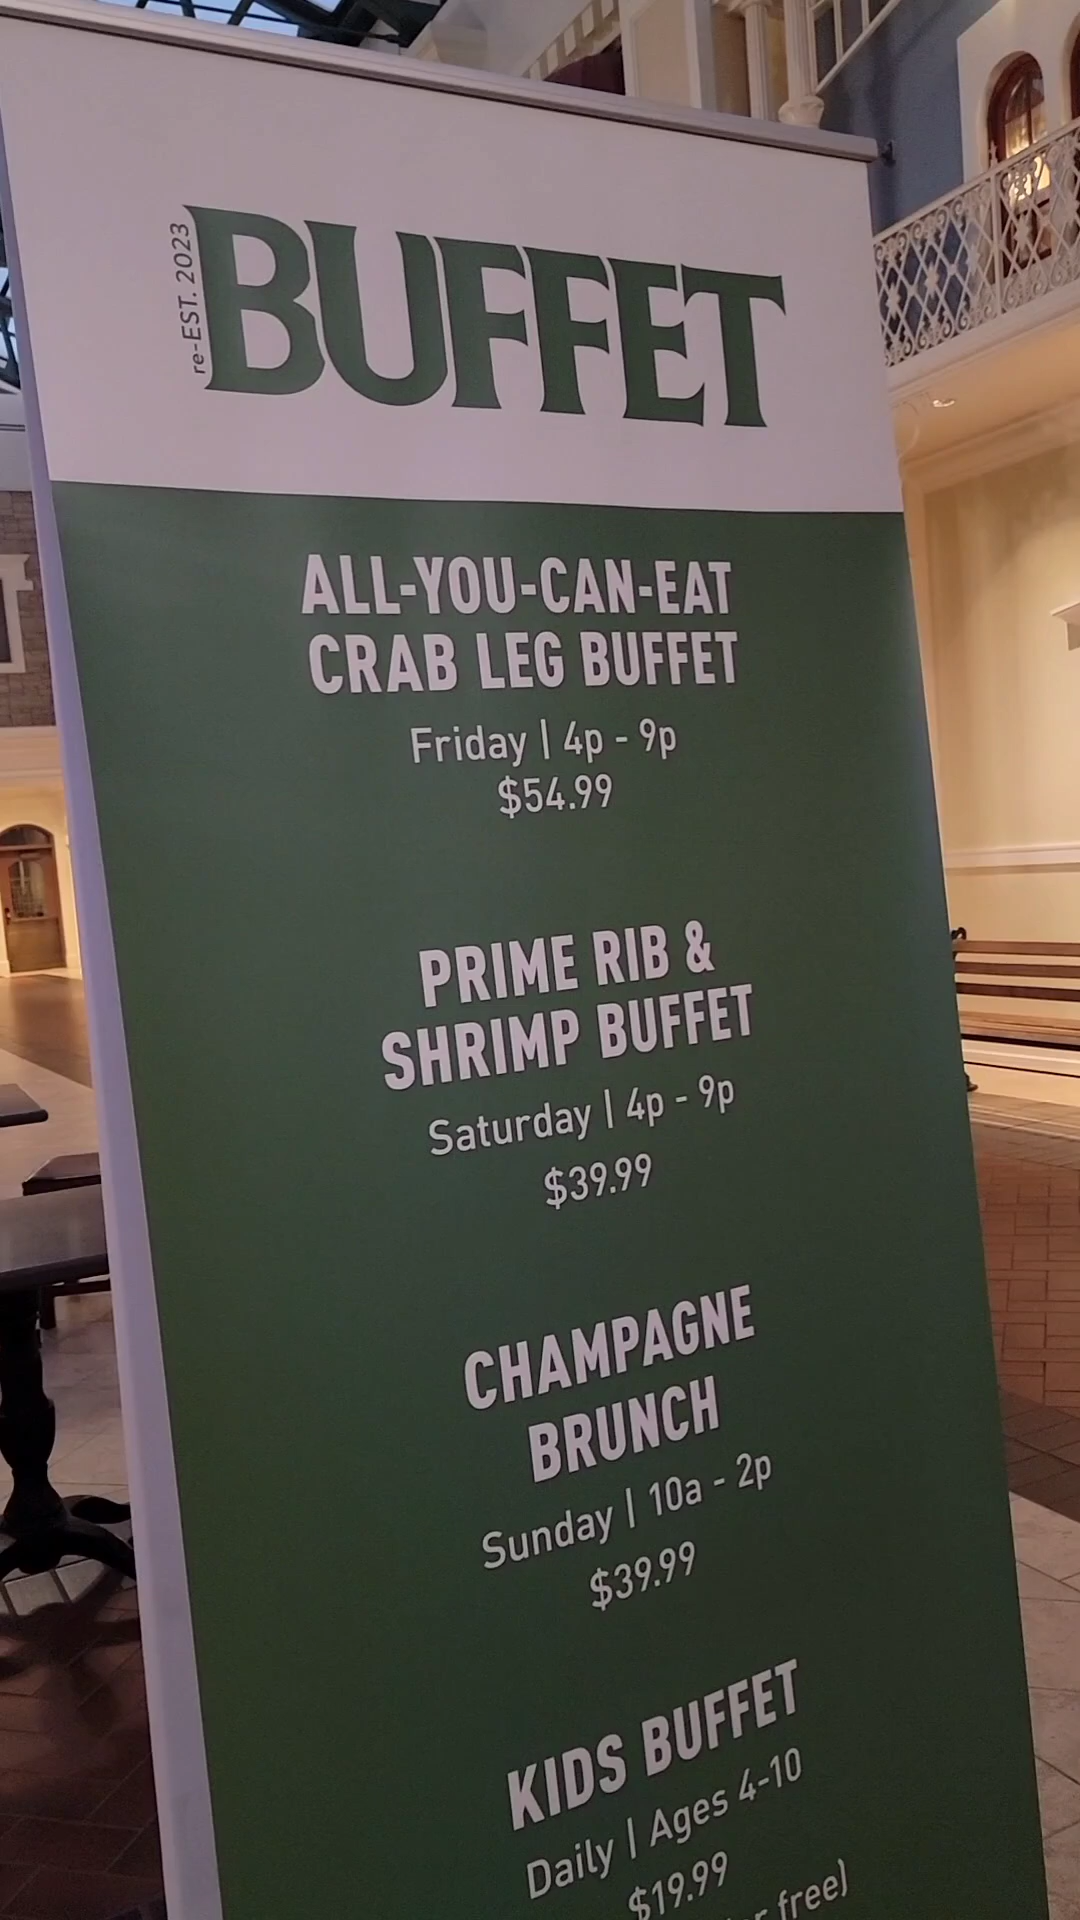 re-EST. 2023
BUFFET
ALL-YOU-CAN-EAT
CRAB LEG BUFFET
Friday | 4p - 9p
$54.99
PRIME RIB &
SHRIMP BUFFET
Saturday | 4p - 9p
$39.99
CHAMPAGNE
BRUNCH
Sunday | 10a - 2p
$39.99
KIDS BUFFET
Daily | Ages 4-10
$19.99
free)